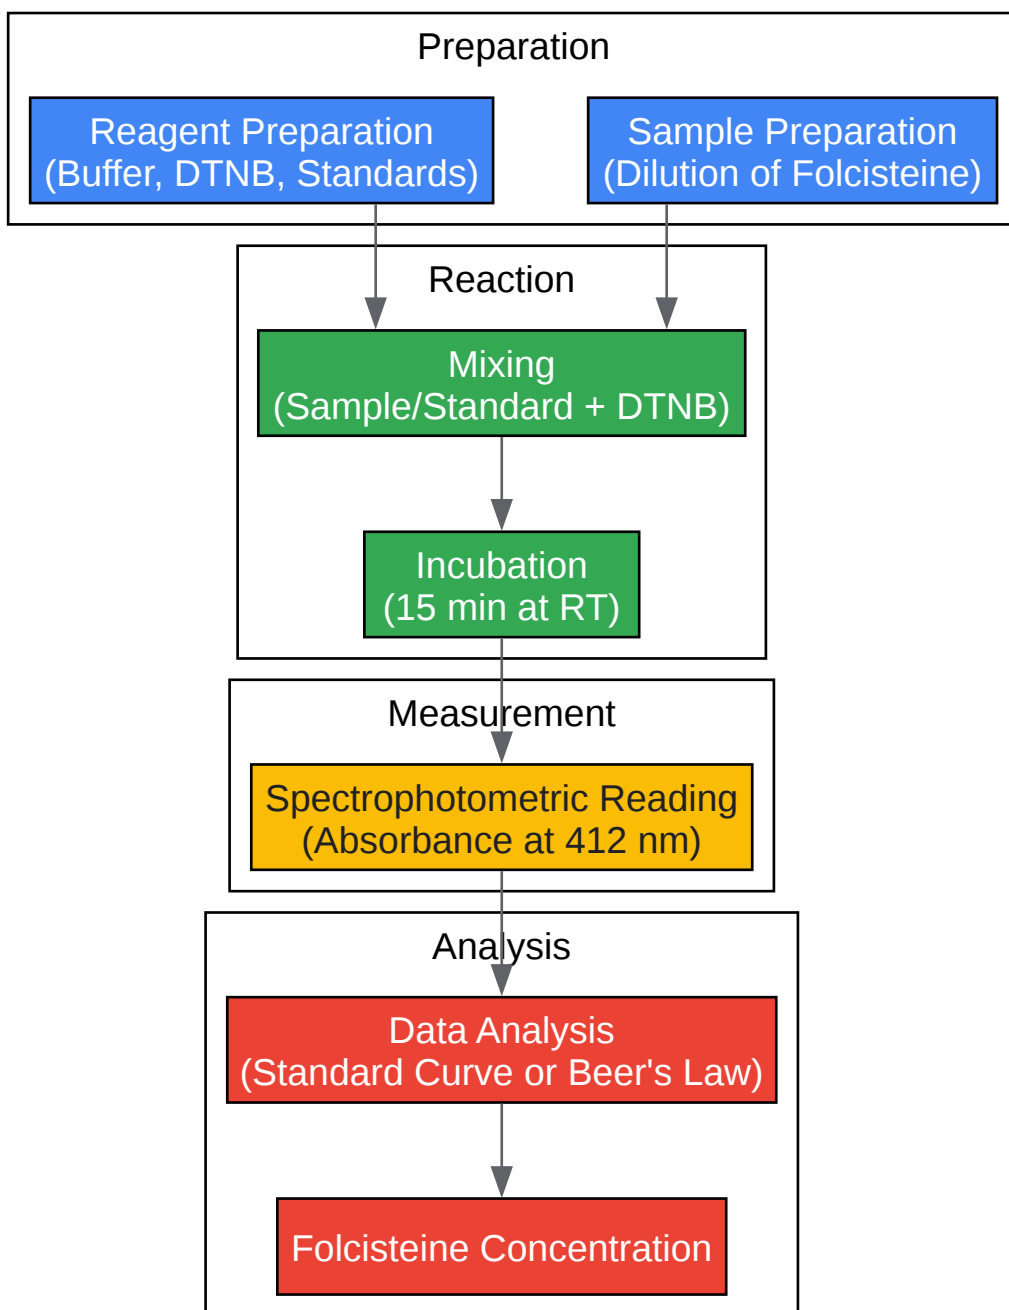 Preparation
Reagent Preparation
(Buffer, DTNB, Standards)
Sample Preparation
(Dilution of Folcisteine)
Reaction
Mixing
(Sample/Standard + DTNB)
Incubation
(15 min at RT)
Measurement
Spectrophotometric Reading
(Absorbance at 412 nm)
Analysis
Data Analysis
(Standard Curve or Beer's Law)
Folcisteine Concentration